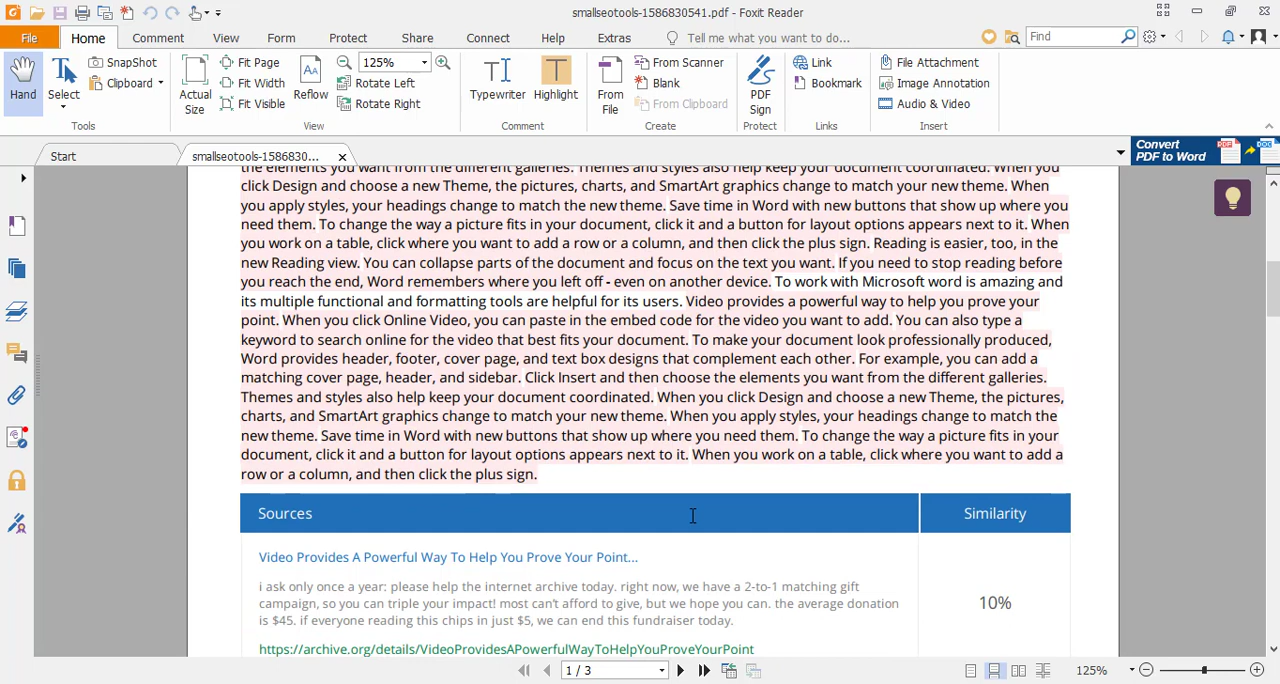 smallseotools-1586830541.pdf - Foxit Reader
File Home Comment View Form Protect Share Connect Help Extras Tell me what you want to do... Find
Hand Select SnapShot Clipboard Actual Size Fit Page Fit Width Fit Visible Reflow 125% Rotate Left Rotate Right Typewriter Highlight From File From Scanner Blank From Clipboard PDF Sign Link Bookmark File Attachment Image Annotation Audio & Video
Tools View Comment Create Protect Links Insert
Start smallseotools-1586830... Convert PDF to Word
the elements you want from the different galleries. Themes and styles also help keep your document coordinated. When you
click Design and choose a new Theme, the pictures, charts, and SmartArt graphics change to match your new theme. When
you apply styles, your headings change to match the new theme. Save time in Word with new buttons that show up where you
need them. To change the way a picture fits in your document, click it and a button for layout options appears next to it. When
you work on a table, click where you want to add a row or a column, and then click the plus sign. Reading is easier, too, in the
new Reading view. You can collapse parts of the document and focus on the text you want. If you need to stop reading before
you reach the end, Word remembers where you left off - even on another device. To work with Microsoft word is amazing and
its multiple functional and formatting tools are helpful for its users. Video provides a powerful way to help you prove your
point. When you click Online Video, you can paste in the embed code for the video you want to add. You can also type a
keyword to search online for the video that best fits your document. To make your document look professionally produced,
Word provides header, footer, cover page, and text box designs that complement each other. For example, you can add a
matching cover page, header, and sidebar. Click Insert and then choose the elements you want from the different galleries.
Themes and styles also help keep your document coordinated. When you click Design and choose a new Theme, the pictures,
charts, and SmartArt graphics change to match your new theme. When you apply styles, your headings change to match the
new theme. Save time in Word with new buttons that show up where you need them. To change the way a picture fits in your
document, click it and a button for layout options appears next to it. When you work on a table, click where you want to add a
row or a column, and then click the plus sign.
Sources Similarity
Video Provides A Powerful Way To Help You Prove Your Point...
i ask only once a year: please help the internet archive today. right now, we have a 2-to-1 matching gift
campaign, so you can triple your impact! most can't afford to give, but we hope you can. the average donation
10%
is $45. if everyone reading this chips in just $5, we can end this fundraiser today.
https://archive.org/details/VideoProvidesAPowerfulWayToHelpYouProveYourPoint
1 / 3 125%